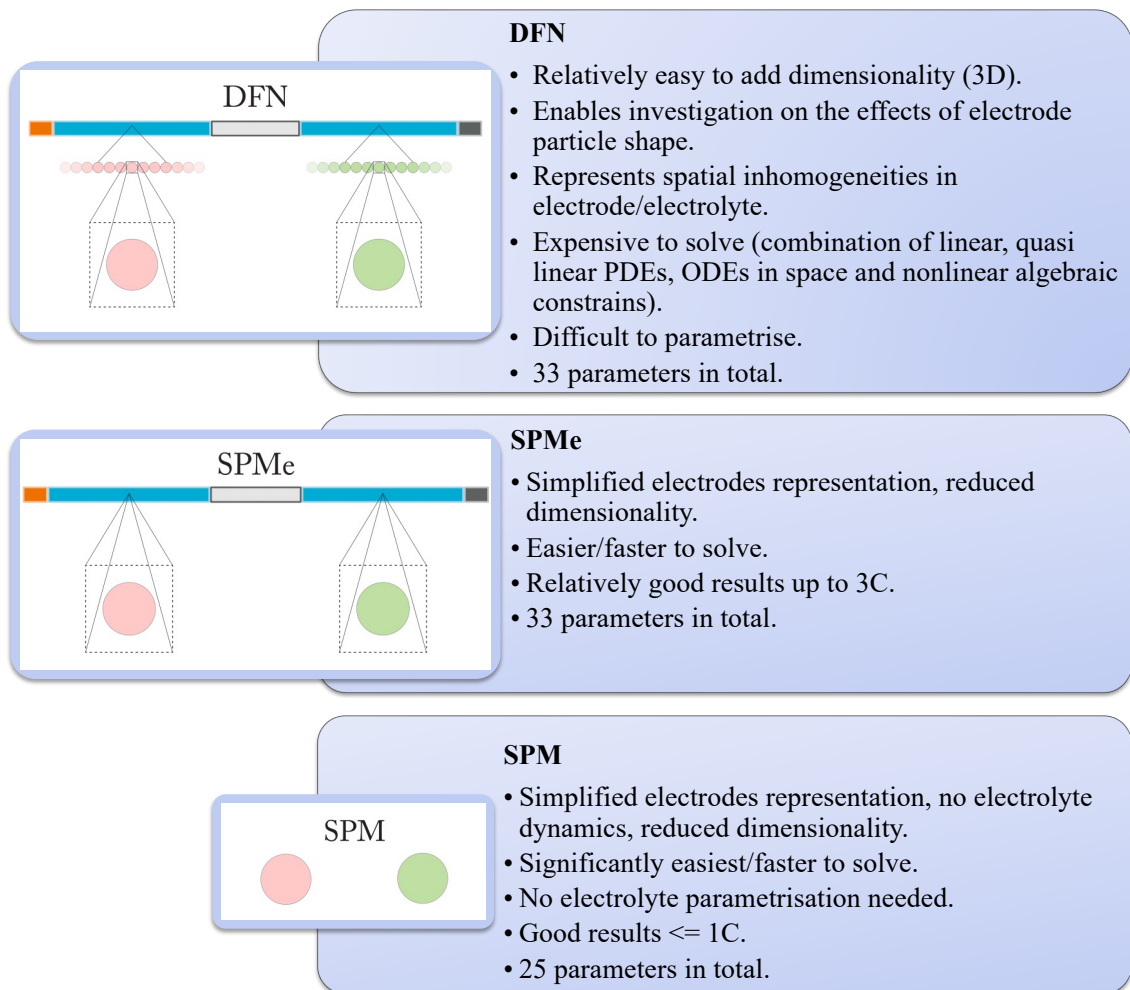 DFN
DFN
• Relatively easy to add dimensionality (3D).
• Enables investigation on the effects of electrode
particle shape.
• Represents spatial inhomogeneities in
electrode/electrolyte.
• Expensive to solve (combination of linear, quasi
linear PDEs, ODEs in space and nonlinear algebraic
constrains).
• Difficult to parametrise.
• 33 parameters in total.
SPMe
SPMe
• Simplified electrodes representation, reduced
dimensionality.
• Easier/faster to solve.
• Relatively good results up to 3C.
• 33 parameters in total.
SPM
SPM
• Simplified electrodes representation, no electrolyte
dynamics, reduced dimensionality.
• Significantly easiest/faster to solve.
• No electrolyte parametrisation needed.
• Good results <= 1C.
• 25 parameters in total.